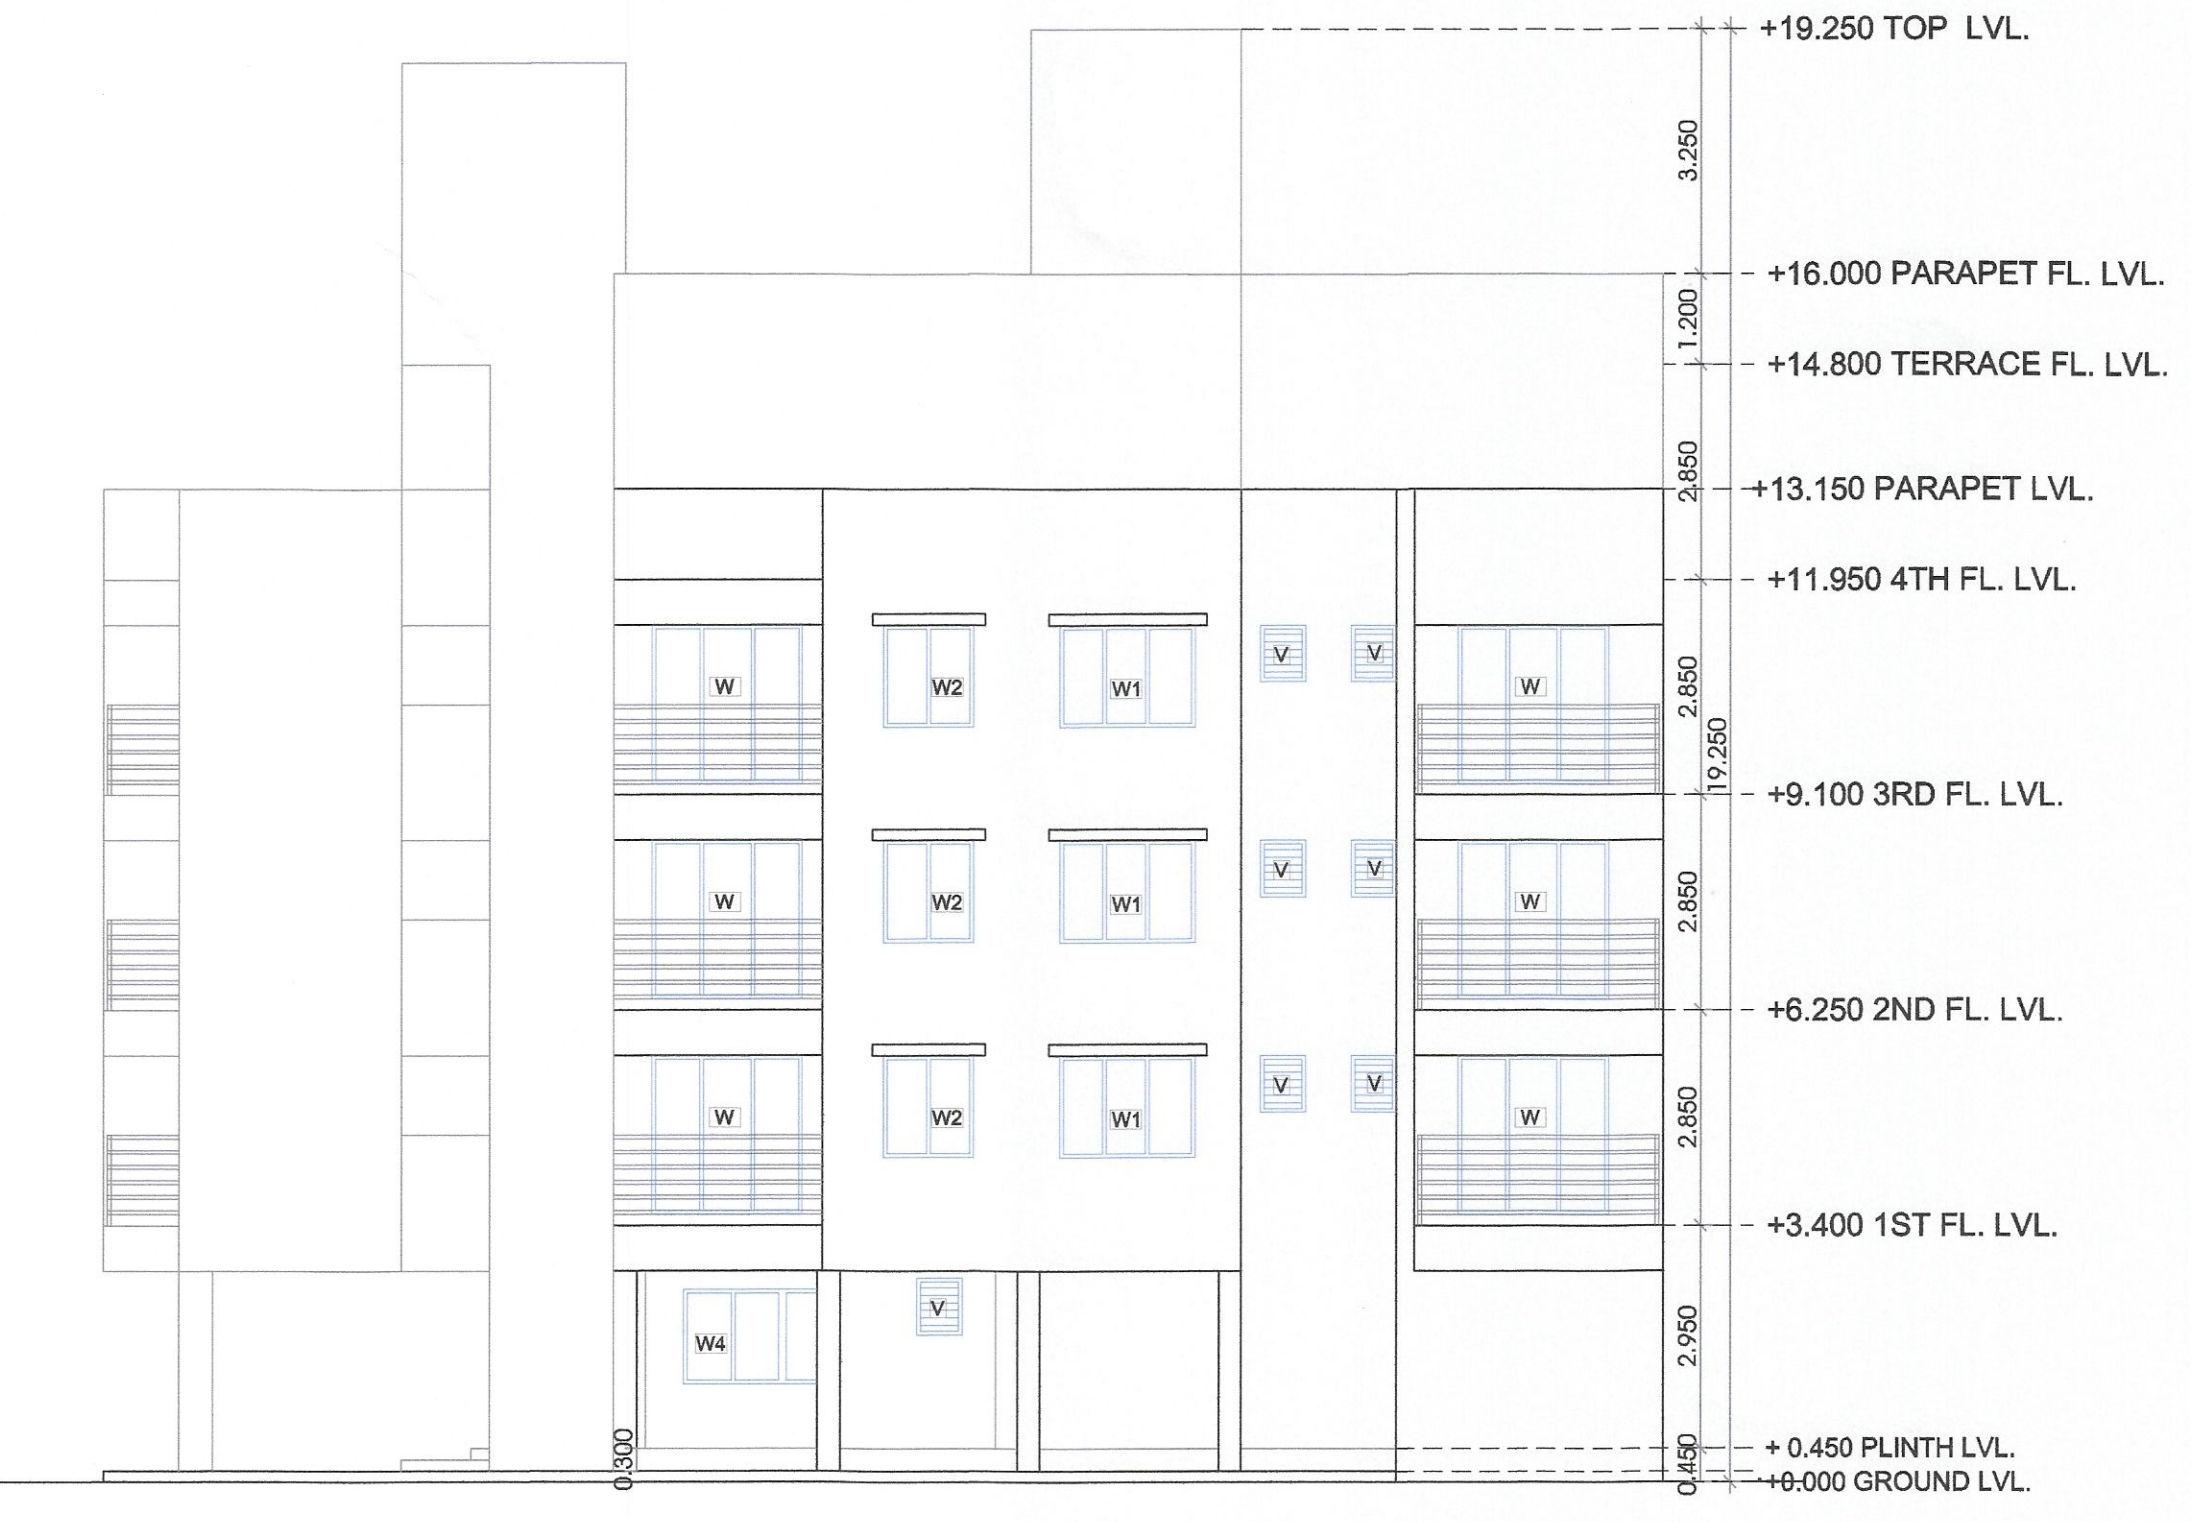 +19.250 TOP LVL.
3.250
+16.000 PARAPET FL. LVL.
1.200
+14.800 TERRACE FL. LVL.
2.850
+13.150 PARAPET LVL.
+11.950 4TH FL. LVL.
V V
W W2 W1 W
2.850
19.250
+9.100 3RD FL. LVL.
V V
W W2 W1 W
2.850
+6.250 2ND FL. LVL.
V V
W W2 W1 W
2.850
+3.400 1ST FL. LVL.
V
W4
2.950
0.300
0.450
+ 0.450 PLINTH LVL.
+0.000 GROUND LVL.